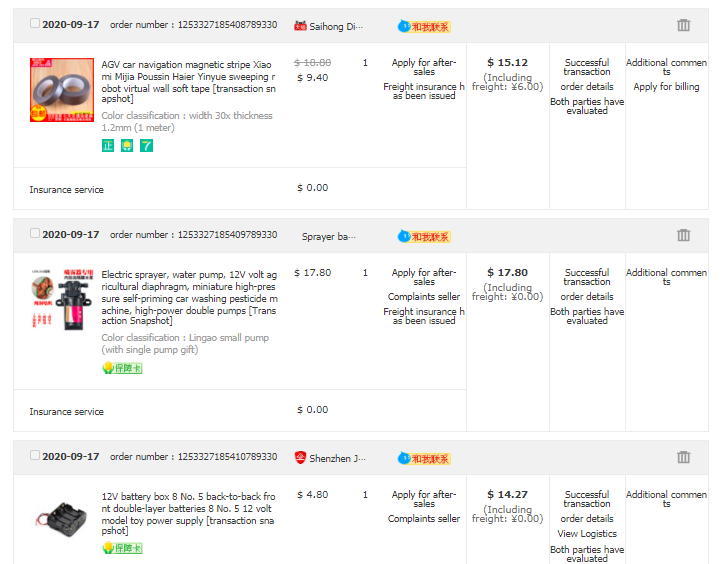 2020-09-17 order number : 1253327185408789330 Saihong Di··· 和我联系
AGV car navigation magnetic stripe Xiao
mi Mijia Poussin Haier Yinyue sweeping r
obot virtual wall soft tape [transaction sn
apshot]
Color classification : width 30x thickness
1.2mm (1 meter)
正 7
$ 18.80
$ 9.40
1
Apply for after-
sales
Freight insurance h
as been issued
$ 15.12
(Including
freight: ¥6.00)
Successful
transaction
order details
Both parties have
evaluated
Additional commen
ts
Apply for billing
Insurance service $ 0.00
2020-09-17 order number : 1253327185409789330 Sprayer ba··· 和我联系
Electric sprayer, water pump, 12V volt ag
ricultural diaphragm, miniature high-pres
sure self-priming car washing pesticide m
achine, high-power double pumps [Trans
action Snapshot]
Color classification : Lingao small pump
(with single pump gift)
保障卡
$ 17.80
1
Apply for after-
sales
Complaints seller
Freight insurance h
as been issued
$ 17.80
(Including
freight: ¥0.00)
Successful
transaction
order details
Both parties have
evaluated
Additional commen
ts
Insurance service $ 0.00
2020-09-17 order number : 1253327185410789330 Shenzhen J··· 和我联系
12V battery box 8 No. 5 back-to-back fro
nt double-layer batteries 8 No. 5 12 volt
model toy power supply [transaction sna
pshot]
保障卡
$ 4.80
1
Apply for after-
sales
Complaints seller
$ 14.27
(Including
freight: ¥0.00)
Successful
transaction
order details
View Logistics
Both parties have
evaluated
Additional commen
ts